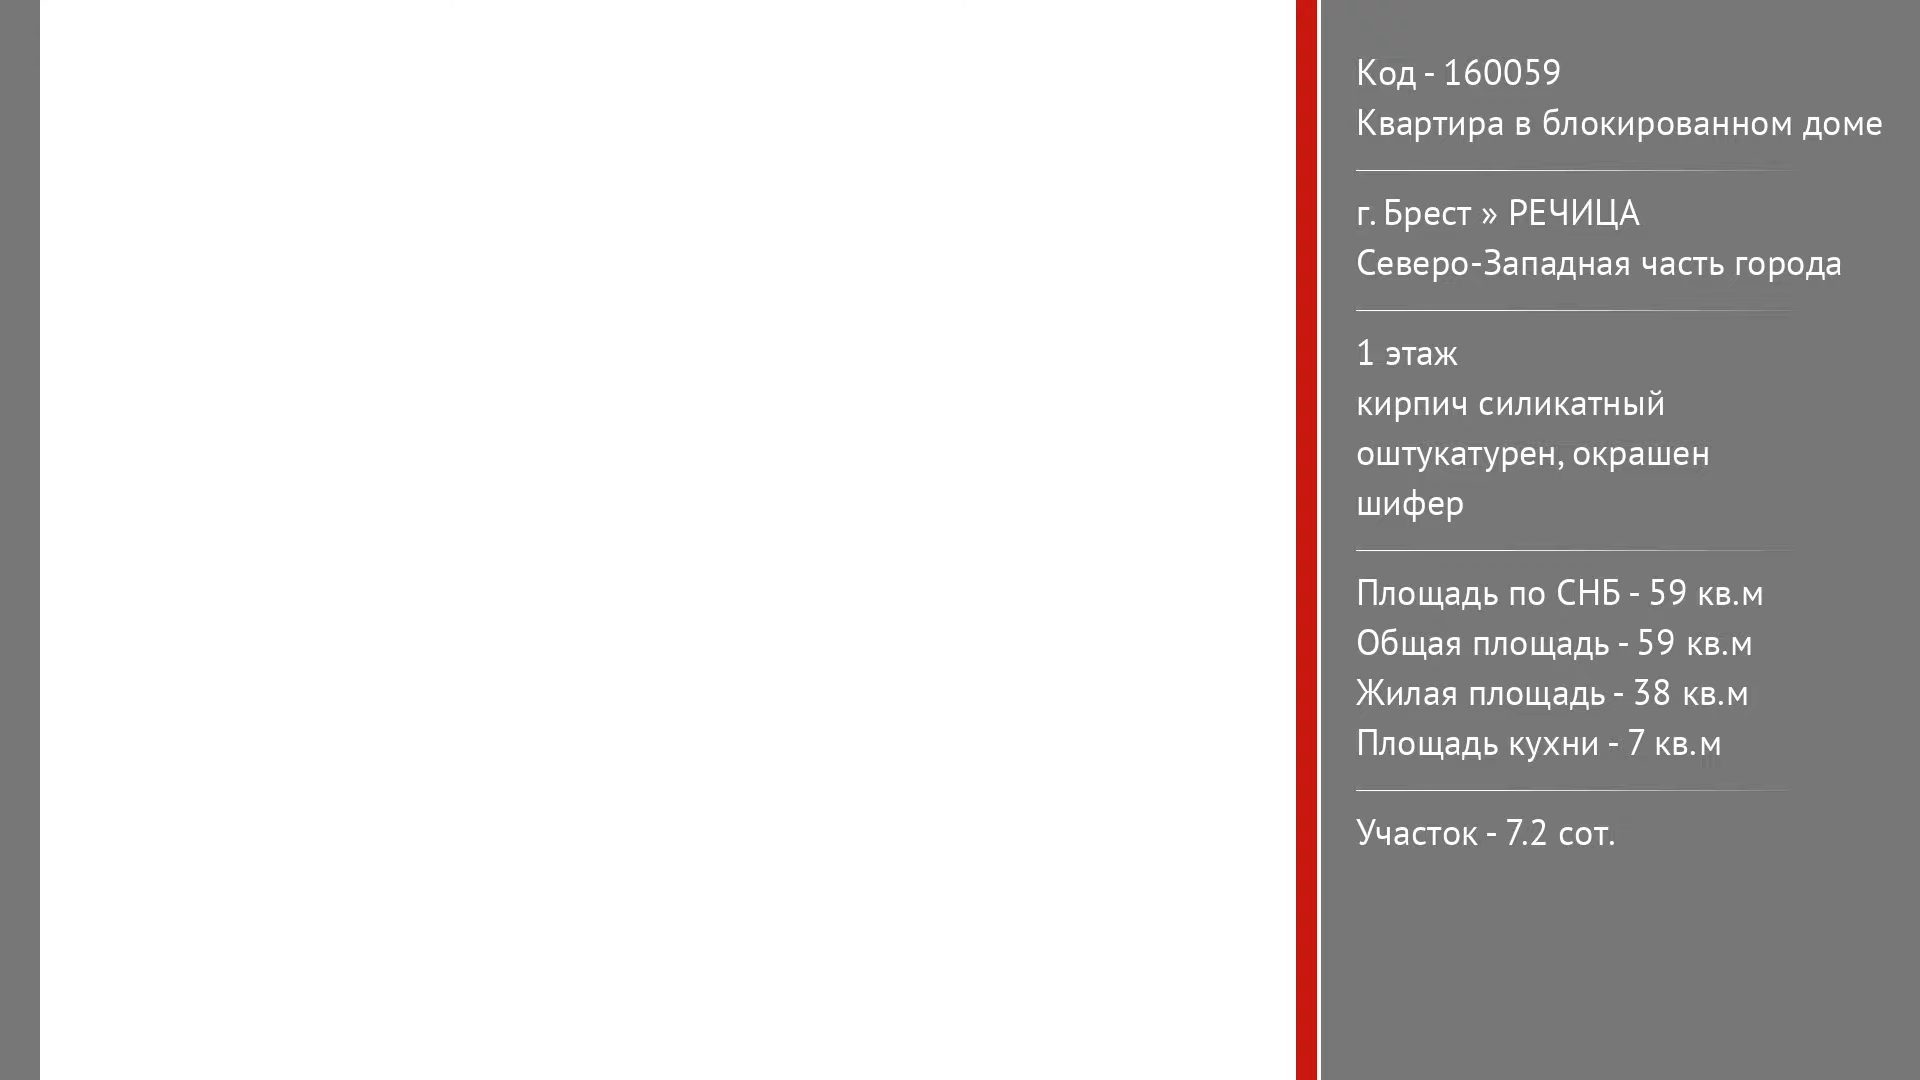 Код - 160059
Квартира в блокированном доме
г. Брест » РЕЧИЦА
Северо-Западная часть города
1 этаж
кирпич силикатный
оштукатурен, окрашен
шифер
Площадь по СНБ - 59 кв.м
Общая площадь - 59 кв.м
Жилая площадь - 38 кв.м
Площадь кухни - 7 кв.м
Участок - 7.2 сот.